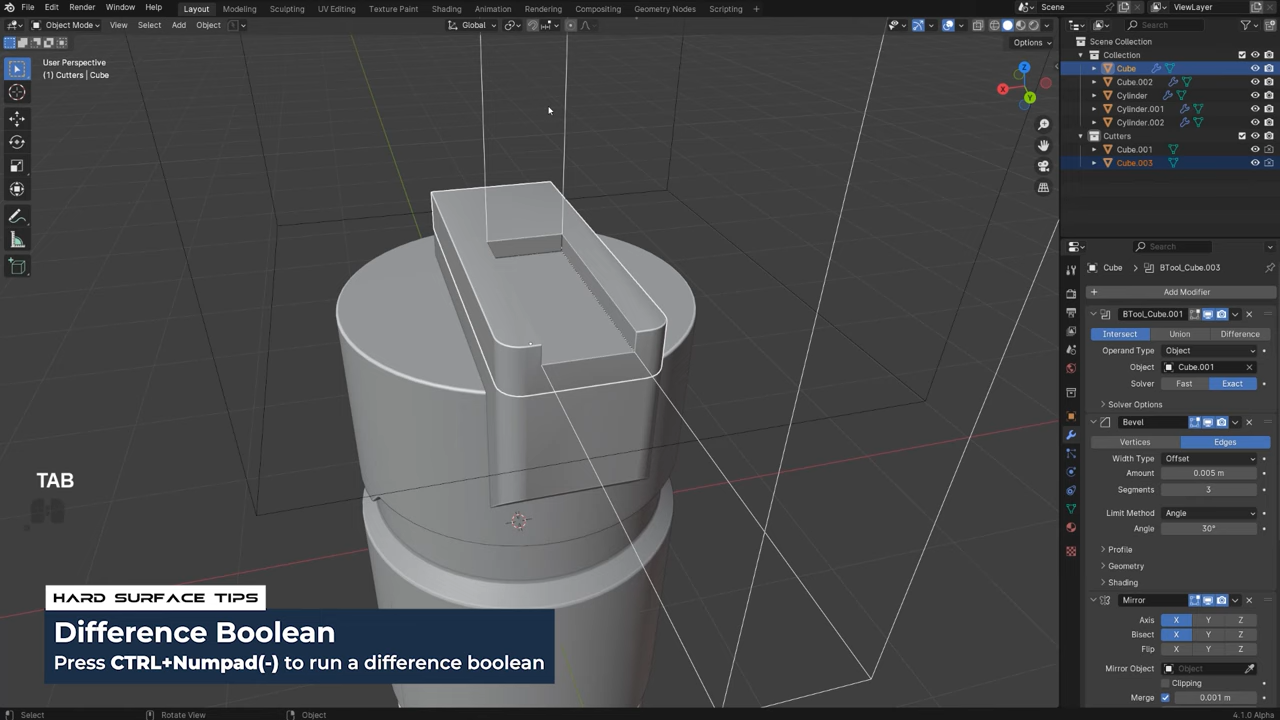 File Edit Render Window Help
Layout Modeling Sculpting UV Editing Texture Paint Shading Animation Rendering Compositing Geometry Nodes Scripting
Scene
ViewLayer
Object Mode View Select Add Object
Global
Options
User Perspective
(1) Cutters | Cube
X
Y
Z
Search
Scene Collection
Collection
Cube
Cube.002
Cylinder
Cylinder.001
Cylinder.002
Cutters
Cube.001
Cube.003
Search
Cube > BTool_Cube.003
+ Add Modifier
BTool_Cube.001
Intersect Union Difference
Operand Type Object
Object Cube.001
Solver Fast Exact
Solver Options
Bevel
Vertices Edges
Width Type Offset
Amount 0.005 m
Segments 3
Limit Method Angle
Angle 30°
Profile
Geometry
Shading
Mirror
Axis X Y Z
Bisect X Y Z
Flip X Y Z
Mirror Object Object
Clipping
Merge 0.001 m
TAB
HARD SURFACE TIPS
Difference Boolean
Press CTRL+Numpad(-) to run a difference boolean
Select Rotate View Object
4.1.0 Alpha